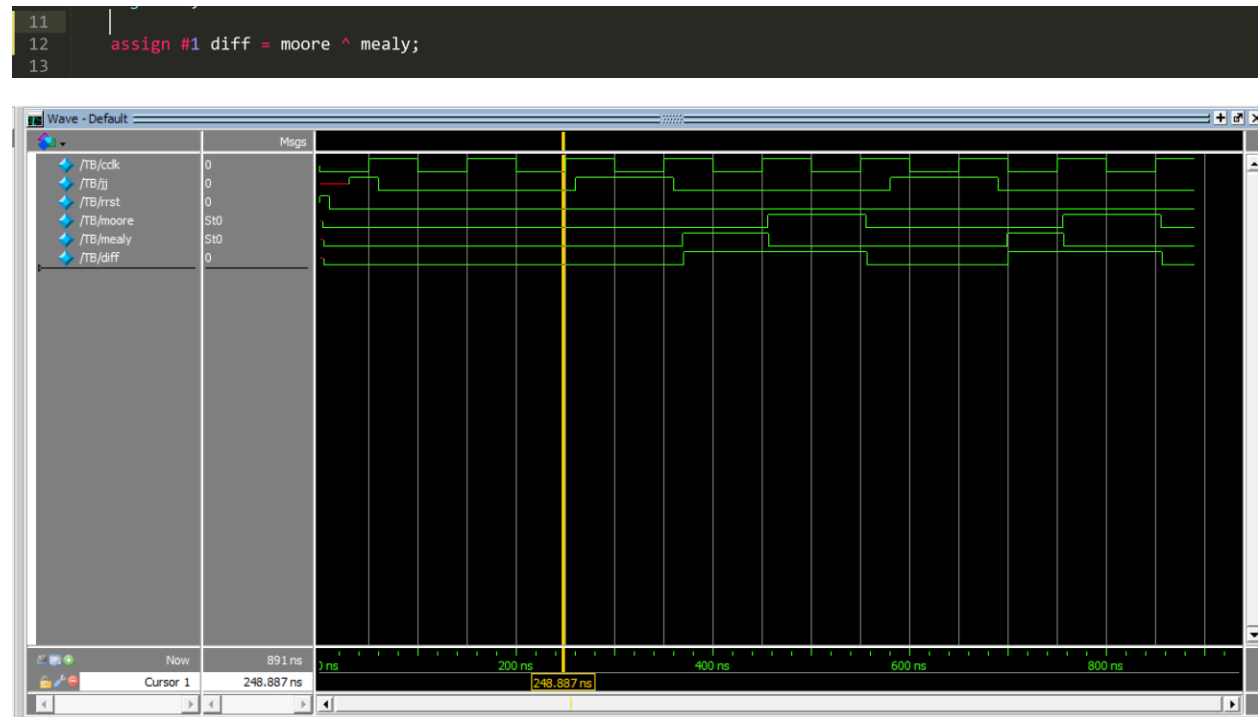 11
12 assign #1 diff = moore ^ mealy;
13
Wave - Default
Msgs
/TB/cclk 0
/TB/jj 0
/TB/rrst 0
/TB/moore St0
/TB/mealy St0
/TB/diff 0
Now 891 ns
ns 200 ns 400 ns 600 ns 800 ns
Cursor 1 248.887 ns
248.887 ns